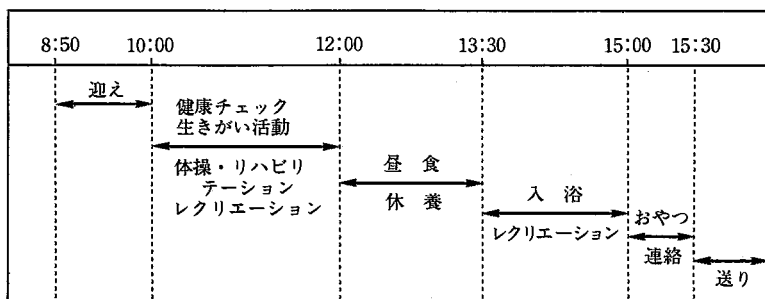 8:50 10:00 12:00 13:30 15:00 15:30
迎え
健康チェック
生きがい活動
体操・リハビリ
テーション
レクリエーション
昼食
休養
入浴
レクリエーション
おやつ
連絡
送り